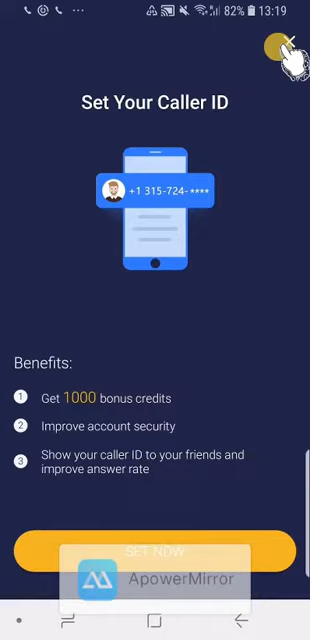 82% 13:19
Set Your Caller ID
+1 315-724-****
Benefits:
1 Get 1000 bonus credits
2 Improve account security
3 Show your caller ID to your friends and
improve answer rate
SET NOW
ApowerMirror